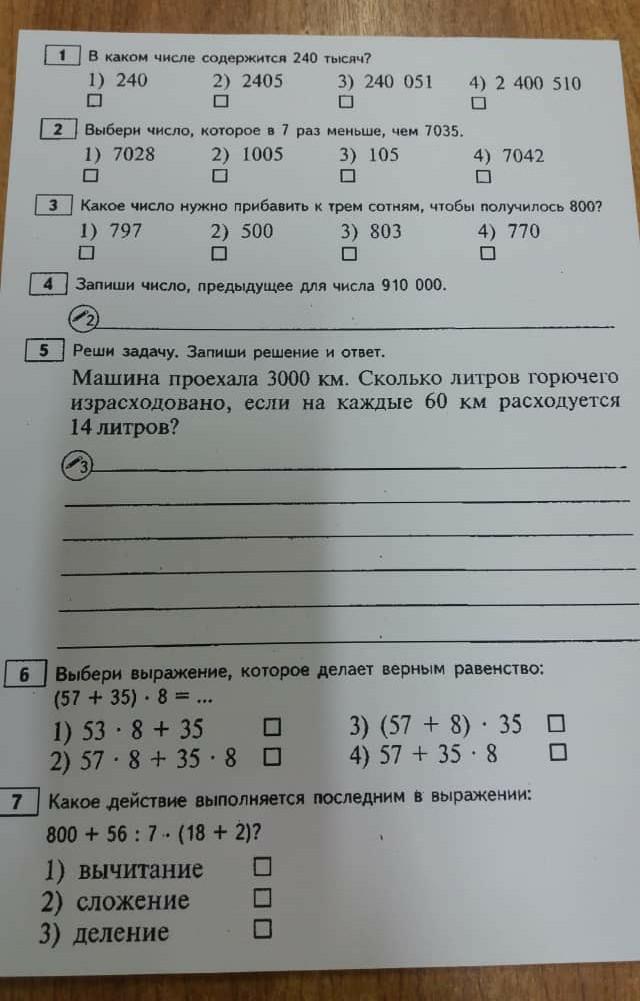 1 В каком числе содержится 240 тысяч?
1) 240 2) 2405 3) 240 051 4) 2 400 510
2 Выбери число, которое в 7 раз меньше, чем 7035.
1) 7028 2) 1005 3) 105 4) 7042
3 Какое число нужно прибавить к трем сотням, чтобы получилось 800?
1) 797 2) 500 3) 803 4) 770
4 Запиши число, предыдущее для числа 910 000.
2
5 Реши задачу. Запиши решение и ответ.
Машина проехала 3000 км. Сколько литров горючего
израсходовано, если на каждые 60 км расходуется
14 литров?
3
6 Выбери выражение, которое делает верным равенство:
(57 + 35) · 8 = ...
1) 53 · 8 + 35 3) (57 + 8) · 35
2) 57 · 8 + 35 · 8 4) 57 + 35 · 8
7 Какое действие выполняется последним в выражении:
800 + 56 : 7 · (18 + 2)?
1) вычитание
2) сложение
3) деление